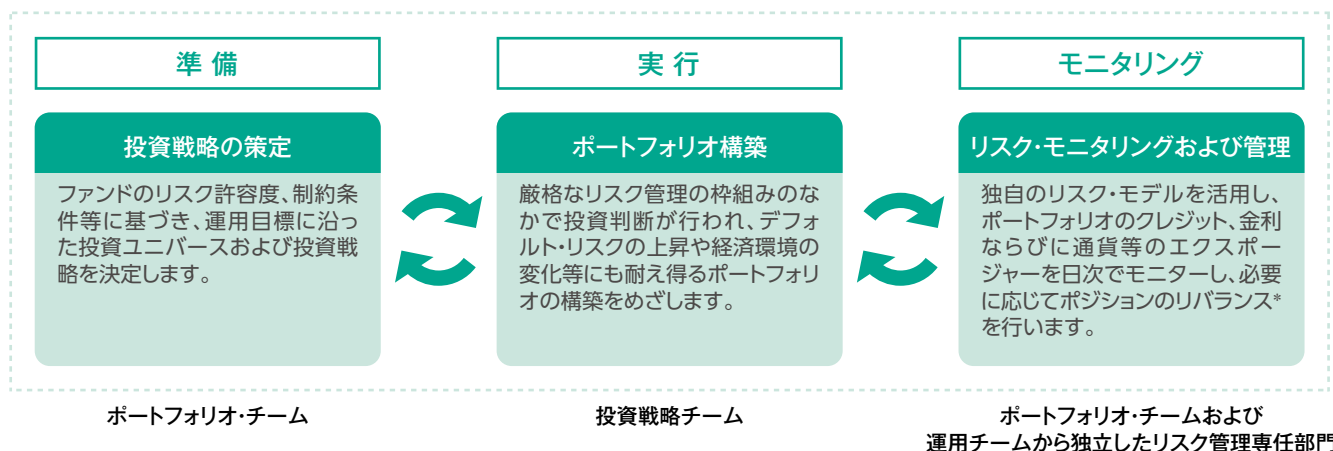 準 備
投資戦略の策定
ファンドのリスク許容度、制約条
件等に基づき、運用目標に沿っ
た投資ユニバースおよび投資戦
略を決定します。
ポートフォリオ・チーム
実 行
ポートフォリオ構築
厳格なリスク管理の枠組みのな
かで投資判断が行われ、デフォ
ルト・リスクの上昇や経済環境の
変化等にも耐え得るポートフォリ
オの構築をめざします。
投資戦略チーム
モニタリング
リスク・モニタリングおよび管理
独自のリスク・モデルを活用し、
ポートフォリオのクレジット、金利
ならびに通貨等のエクスポー
ジャーを日次でモニターし、必要
に応じてポジションのリバランス*
を行います。
ポートフォリオ・チームおよび
運用チームから独立したリスク管理専任部門